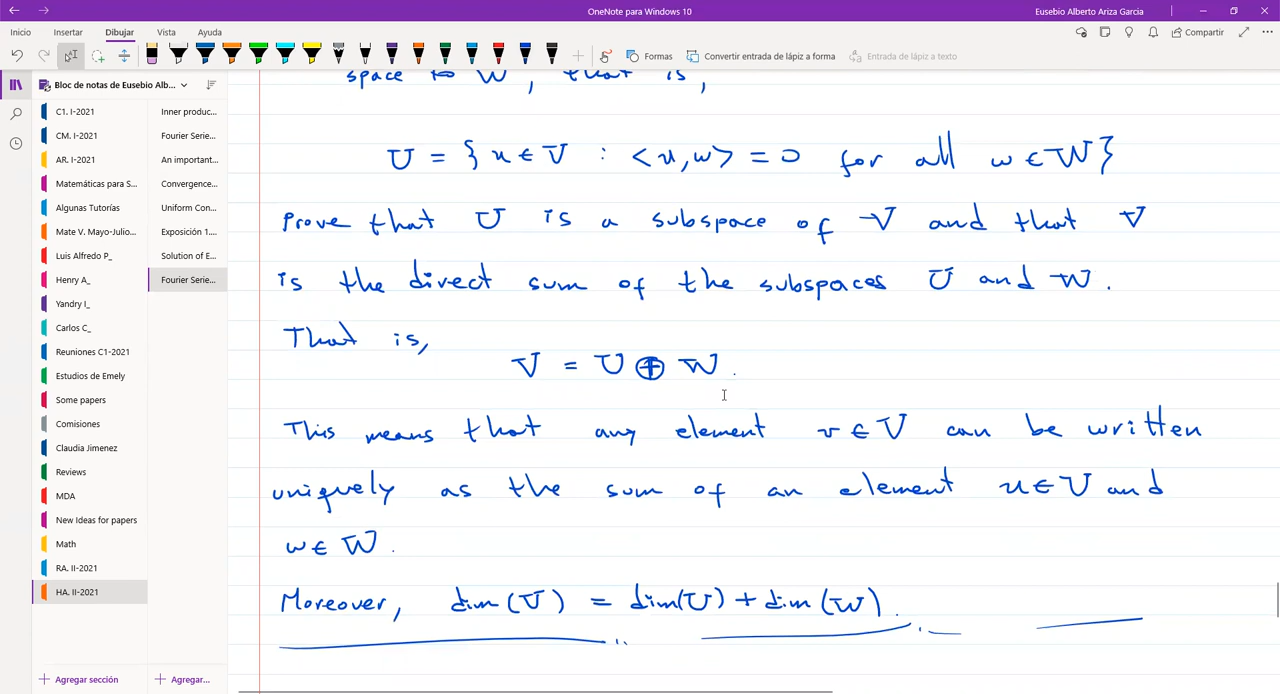 OneNote para Windows 10
Eusebio Alberto Ariza Garcia
Inicio
Insertar
Dibujar
Vista
Ayuda
Compartir
Formas
Convertir entrada de lápiz a forma
Entrada de lápiz a texto
Bloc de notas de Eusebio Alb...
C1. I-2021
CM. I-2021
AR. I-2021
Matemáticas para S...
Algunas Tutorías
Mate V. Mayo-Julio...
Luis Alfredo P_
Henry A_
Yandry I_
Carlos C_
Reuniones C1-2021
Estudios de Emely
Some papers
Comisiones
Claudia Jimenez
Reviews
MDA
New Ideas for papers
Math
RA. II-2021
HA. II-2021
Agregar sección
Inner produc...
Fourier Serie...
An important...
Convergence...
Uniform Con...
Exposición 1...
Solution of E...
Fourier Serie...
Agregar...
space to W, that is,
U = { u ∈ V : <u,w> = 0 for all w ∈ W }
Prove that U is a subspace of V and that V
is the direct sum of the subspaces U and W.
That is,
V = U ⊕ W.
This means that any element v ∈ V can be written
uniquely as the sum of an element u ∈ U and
w ∈ W.
Moreover, dim(V) = dim(U) + dim(W).